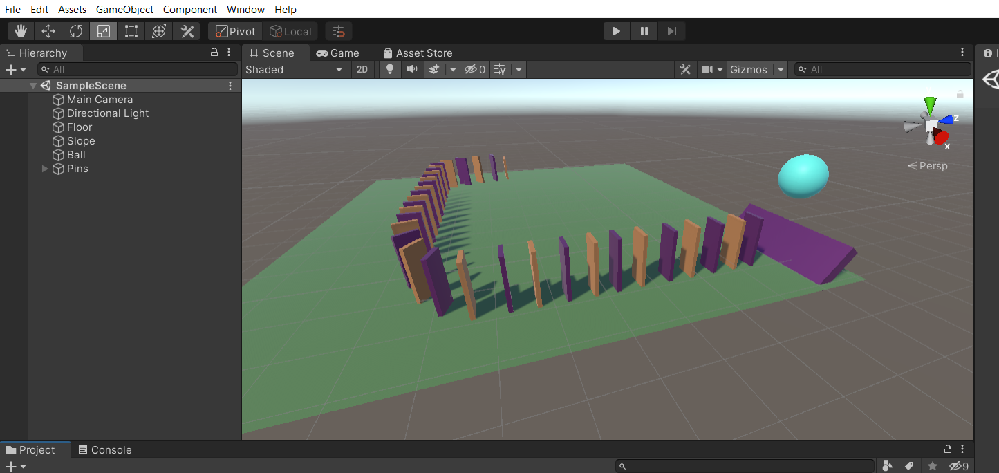 File Edit Assets GameObject Component Window Help
Pivot Local
Hierarchy
All
SampleScene
Main Camera
Directional Light
Floor
Slope
Ball
Pins
Scene Game Asset Store
Shaded 2D 0 Gizmos All
z
x
Persp
Project Console
9